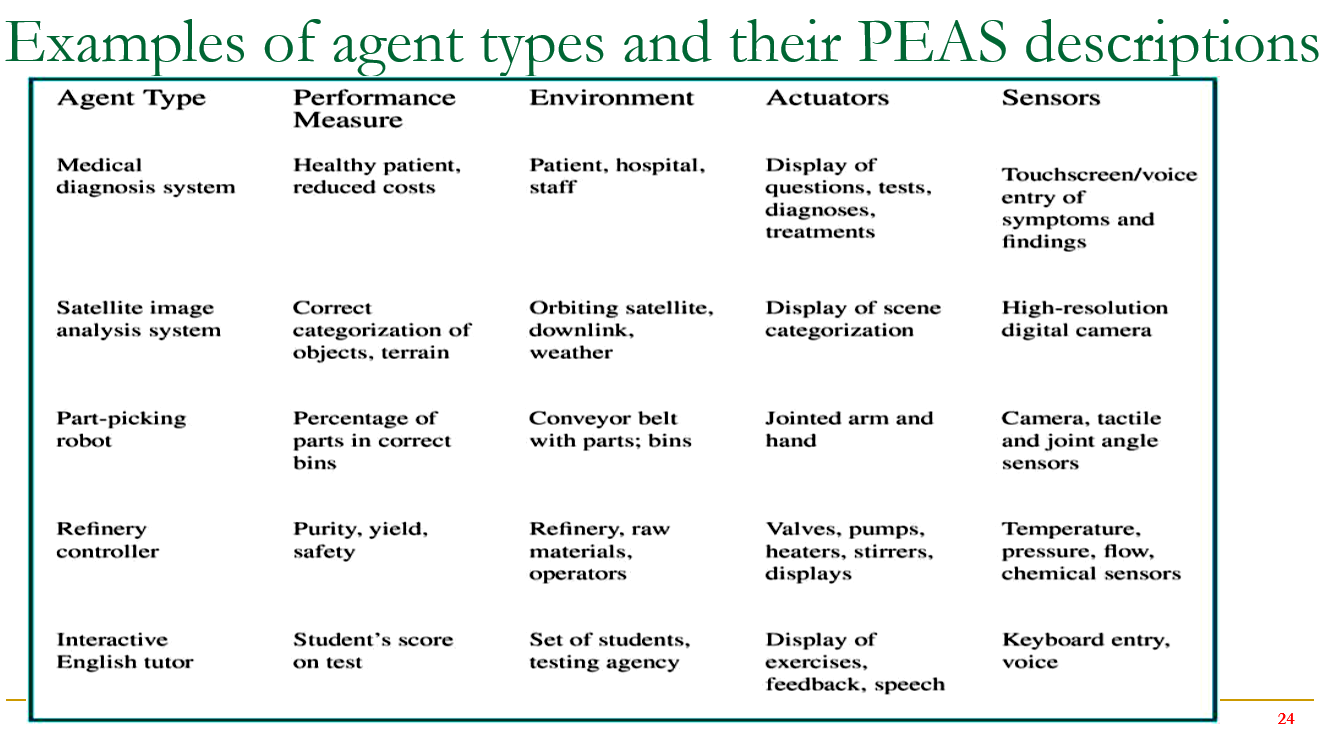 Examples of agent types and their PEAS descriptions
Agent Type
Performance
Measure
Environment
Actuators
Sensors
Medical
diagnosis system
Healthy patient,
reduced costs
Patient, hospital,
staff
Display of
questions, tests,
diagnoses,
treatments
Touchscreen/voice
entry of
symptoms and
findings
Satellite image
analysis system
Correct
categorization of
objects, terrain
Orbiting satellite,
downlink,
weather
Display of scene
categorization
High-resolution
digital camera
Part-picking
robot
Percentage of
parts in correct
bins
Conveyor belt
with parts; bins
Jointed arm and
hand
Camera, tactile
and joint angle
sensors
Refinery
controller
Purity, yield,
safety
Refinery, raw
materials,
operators
Valves, pumps,
heaters, stirrers,
displays
Temperature,
pressure, flow,
chemical sensors
Interactive
English tutor
Student's score
on test
Set of students,
testing agency
Display of
exercises,
feedback, speech
Keyboard entry,
voice
24